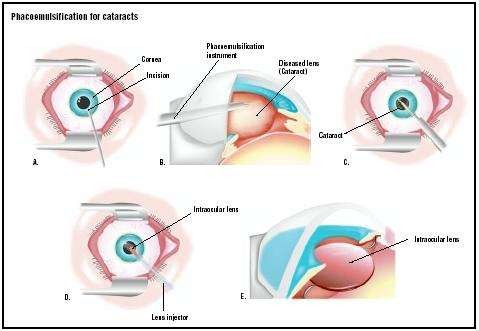 Phacoemulsification for cataracts
Cornea
Incision
A.
Phacoemulsification
instrument
Diseased lens
(Cataract)
B.
Cataract
C.
Intraocular lens
Lens injector
D.
Intraocular lens
E.